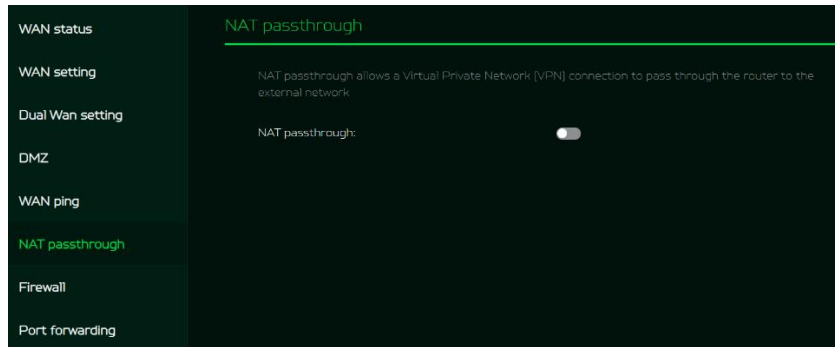 WAN status
WAN setting
Dual Wan setting
DMZ
WAN ping
NAT passthrough
Firewall
Port forwarding
NAT passthrough
NAT passthrough allows a Virtual Private Network [VPN] connection to pass through the router to the
external network
NAT passthrough: